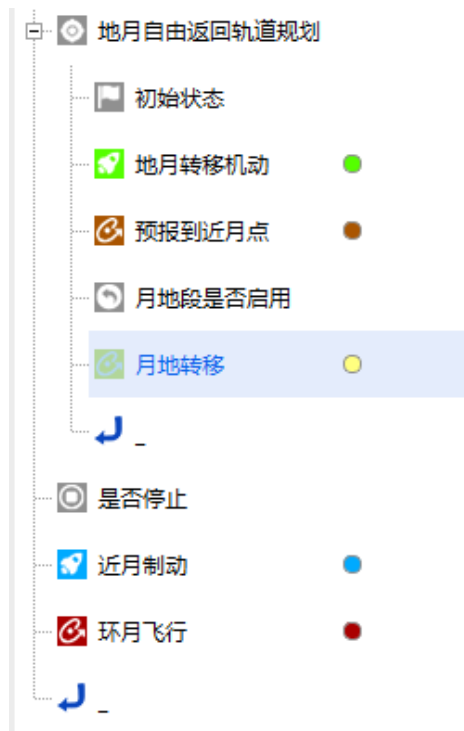 地月自由返回轨道规划
初始状态
地月转移机动
预报到近月点
月地段是否启用
月地转移
_
是否停止
近月制动
环月飞行
_